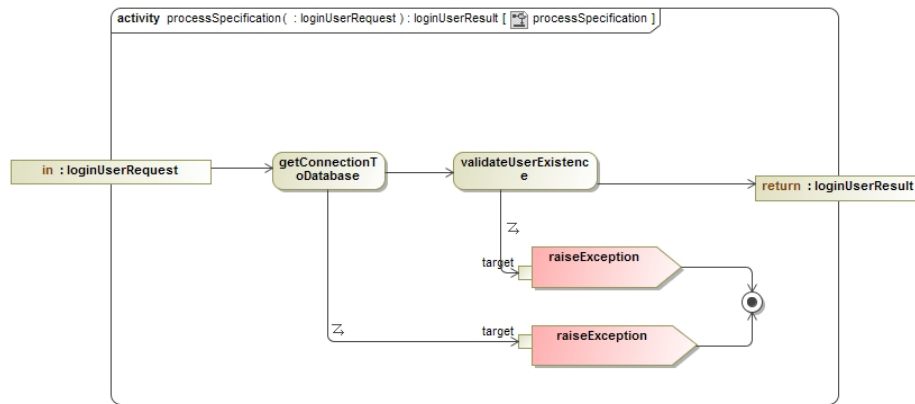 activity processSpecification( : loginUserRequest ) : loginUserResult [ processSpecification ]
in : loginUserRequest
getConnectionT
oDatabase
validateUserExistenc
e
return : loginUserResult
target
raiseException
target
raiseException